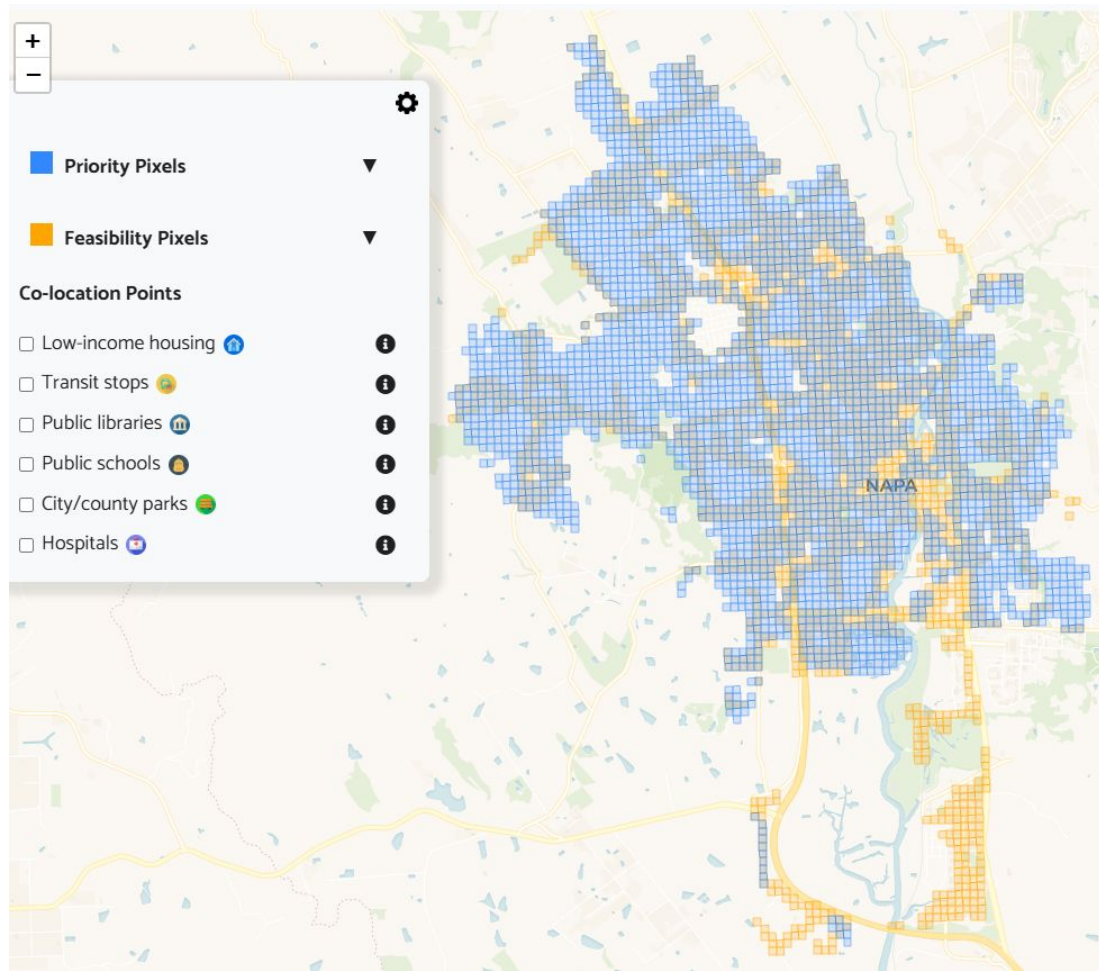 +
−
Priority Pixels ▼
Feasibility Pixels ▼
Co-location Points
Low-income housing
Transit stops
Public libraries
Public schools
City/county parks
Hospitals
NAPA